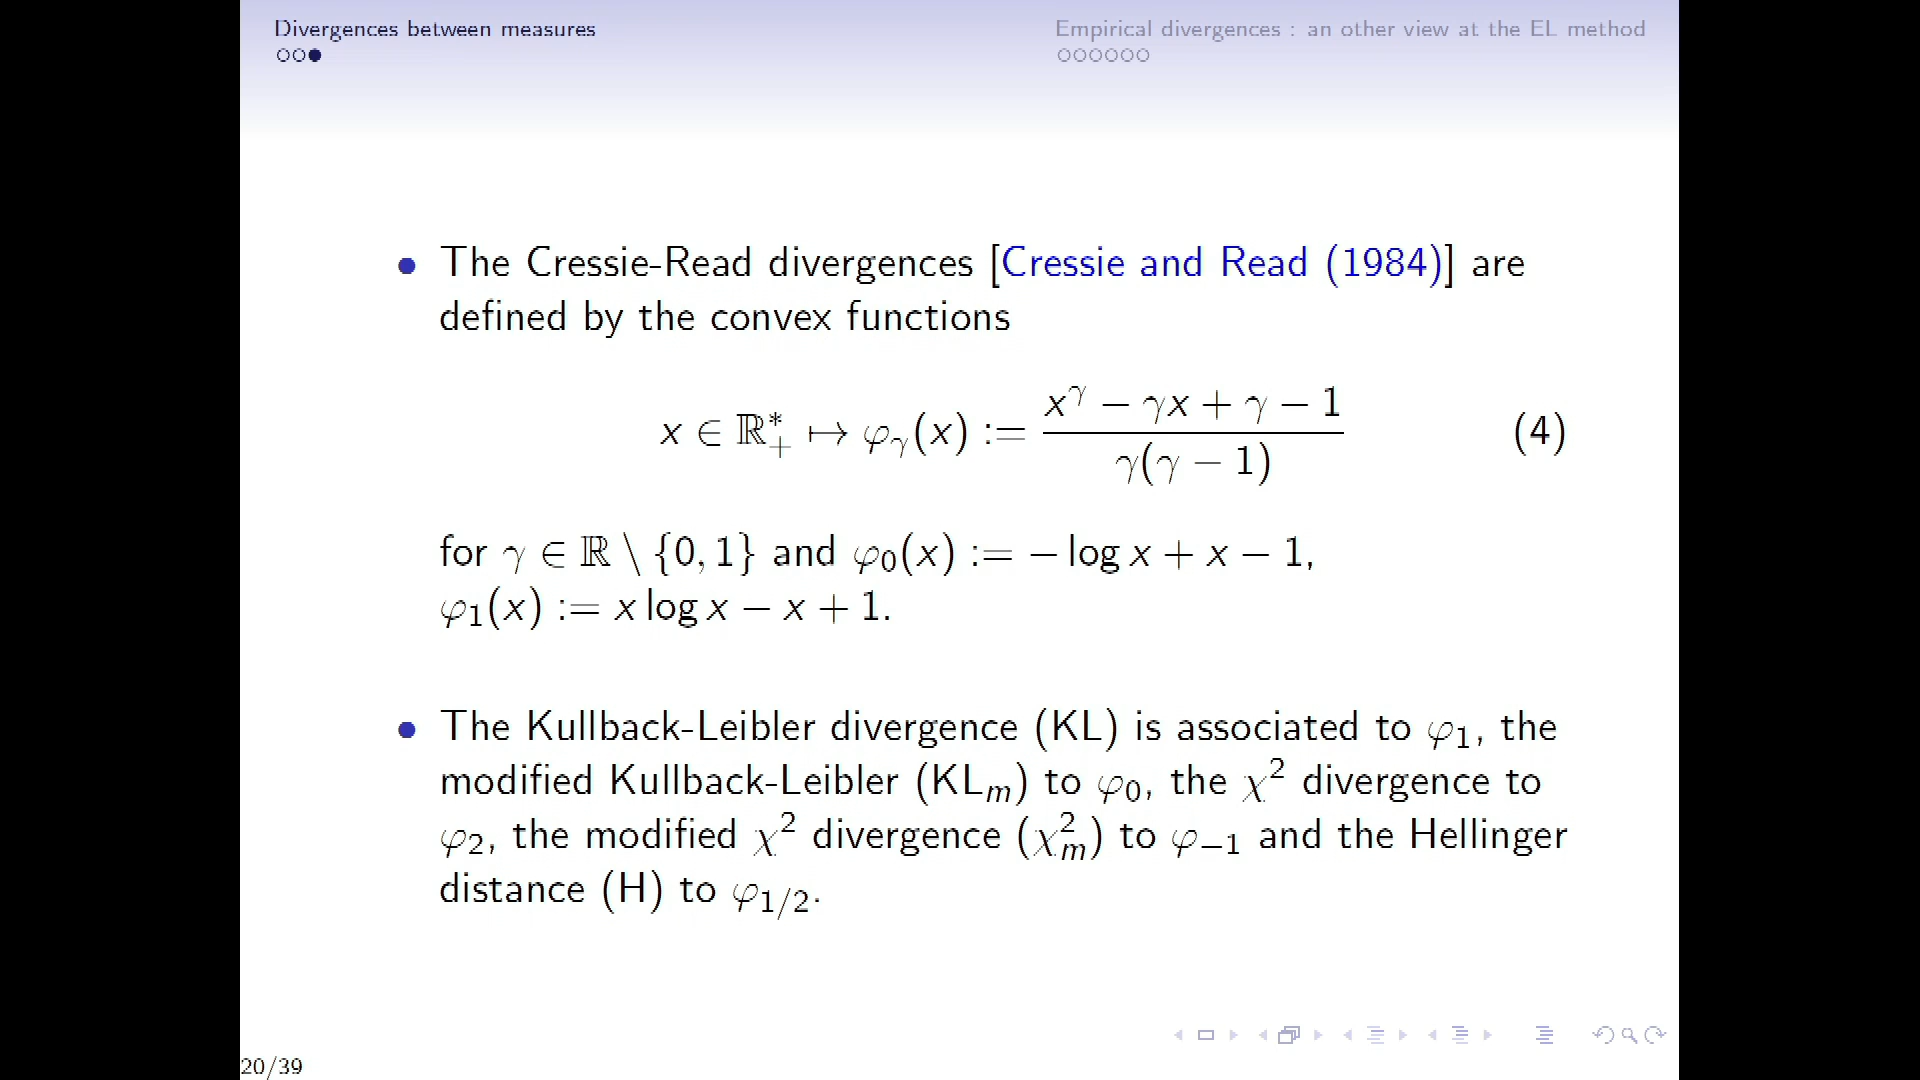 Divergences between measures
Empirical divergences : an other view at the EL method
• The Cressie-Read divergences [Cressie and Read (1984)] are
defined by the convex functions
x ∈ ℝ₊* ↦ φ_γ(x) := (x^γ − γx + γ − 1) / (γ(γ − 1)) (4)
for γ ∈ ℝ \ {0, 1} and φ₀(x) := − log x + x − 1,
φ₁(x) := x log x − x + 1.
• The Kullback-Leibler divergence (KL) is associated to φ₁, the
modified Kullback-Leibler (KLₘ) to φ₀, the χ² divergence to
φ₂, the modified χ² divergence (χ²ₘ) to φ₋₁ and the Hellinger
distance (H) to φ_{1/2}.
20/39